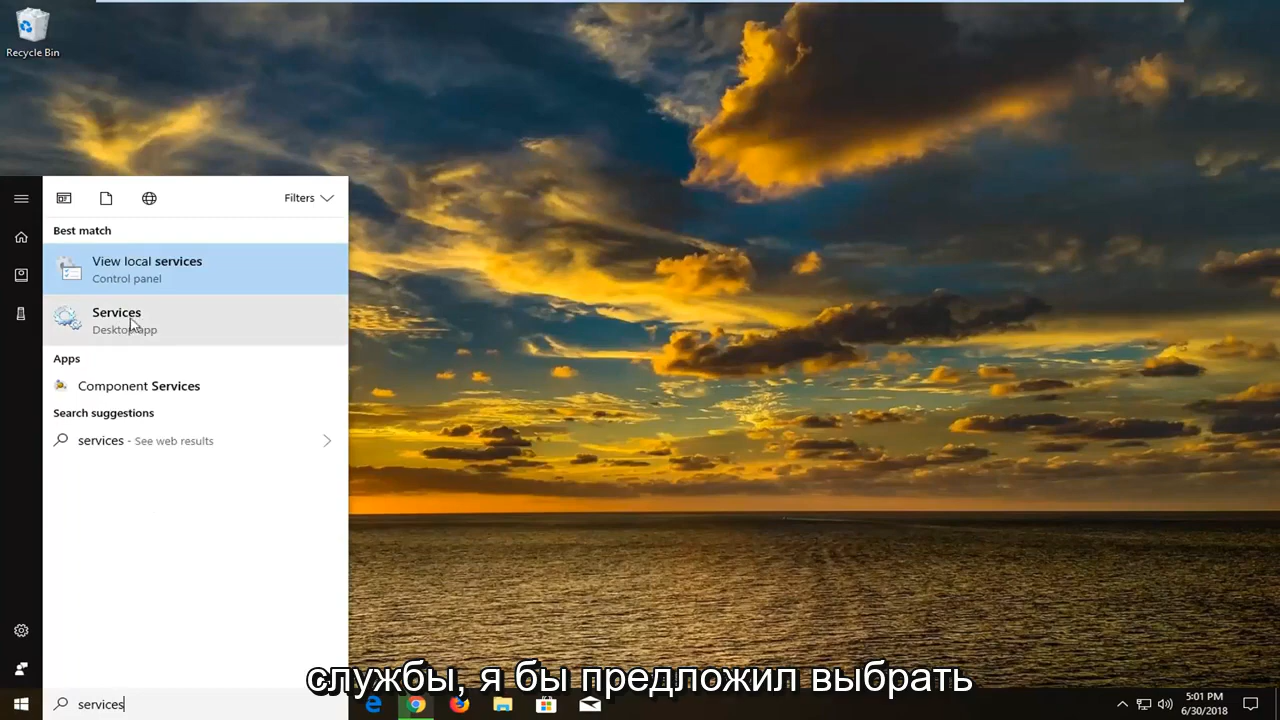 Recycle Bin
Filters
Best match
View local services
Control panel
Services
Desktop app
Apps
Component Services
Search suggestions
services - See web results
службы, я бы предложил выбрать
services
5:01 PM
6/30/2018